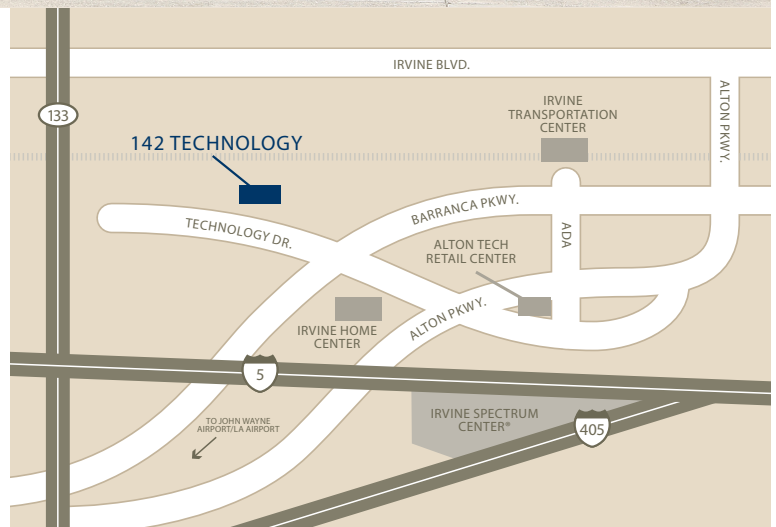 IRVINE BLVD.
133
142 TECHNOLOGY
IRVINE
TRANSPORTATION
CENTER
ALTON PKWY.
BARRANCA PKWY.
TECHNOLOGY DR.
ADA
ALTON TECH
RETAIL CENTER
ALTON PKWY.
IRVINE HOME
CENTER
5
TO JOHN WAYNE
AIRPORT/LA AIRPORT
IRVINE SPECTRUM
CENTER®
405